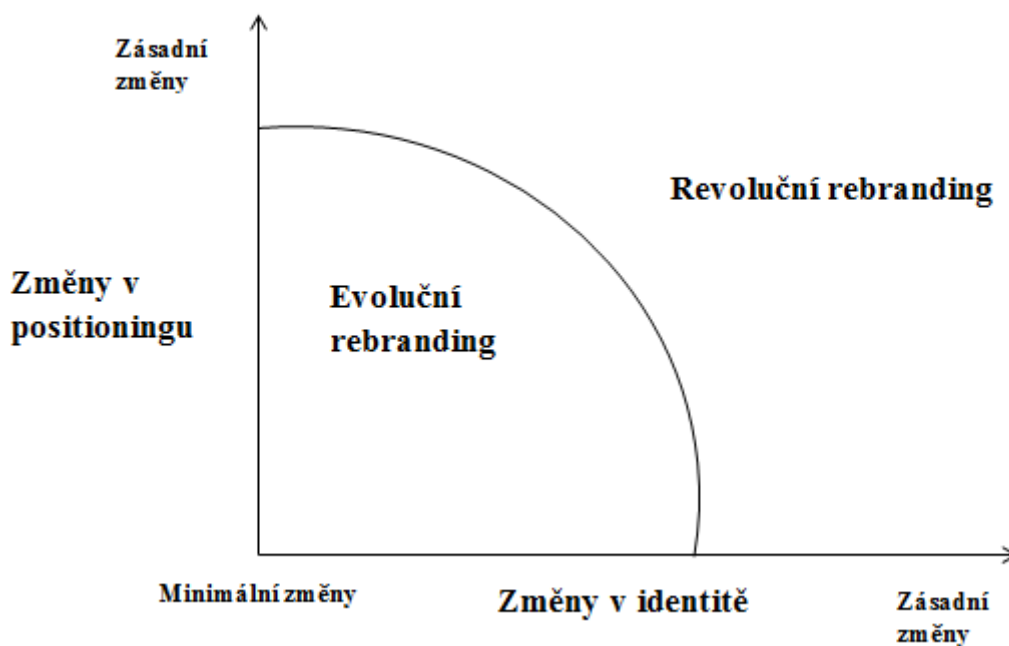 Zásadní
změny
Revoluční rebranding
Změny v
positioningu
Evoluční
rebranding
Minimální změny
Změny v identitě
Zásadní
změny